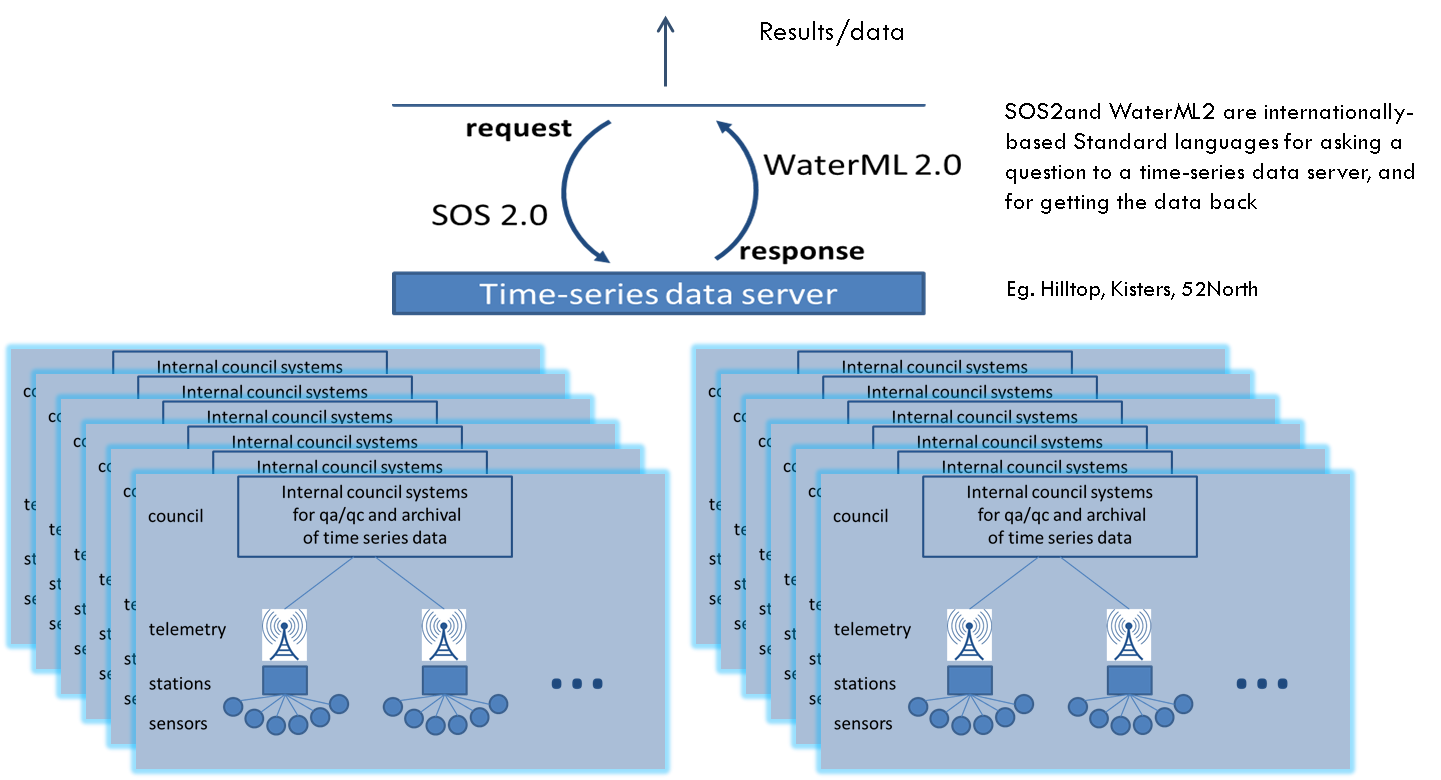 Results/data
request
WaterML 2.0
SOS 2.0
response
SOS2and WaterML2 are internationally-
based Standard languages for asking a
question to a time-series data server, and
for getting the data back
Time-series data server
Eg. Hilltop, Kisters, 52North
Internal council systems
Internal council systems
Internal council systems
Internal council systems
Internal council systems
Internal council systems
for qa/qc and archival
of time series data
council
telemetry
stations
sensors
Internal council systems
Internal council systems
Internal council systems
Internal council systems
Internal council systems
Internal council systems
for qa/qc and archival
of time series data
council
telemetry
stations
sensors